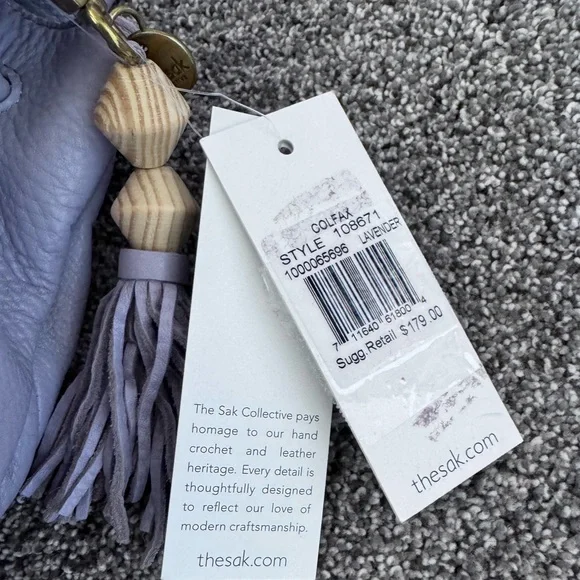 COLFAX
STYLE 108671
1000065696 LAVENDER
7 11640 61800 4
Sugg.Retail $179.00
thesak.com
The Sak Collective pays
homage to our hand
crochet and leather
heritage. Every detail is
thoughtfully designed
to reflect our love of
modern craftsmanship.
thesak.com